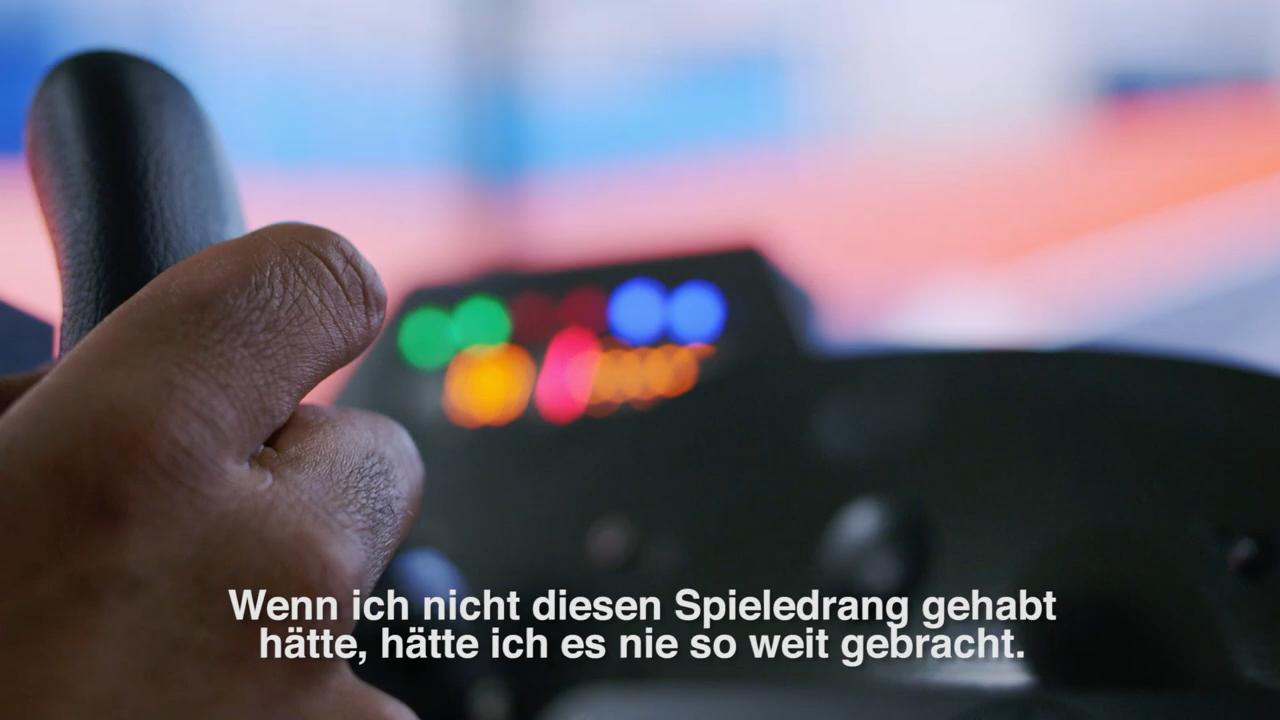 Wenn ich nicht diesen Spieledrang gehabt
hätte, hätte ich es nie so weit gebracht.